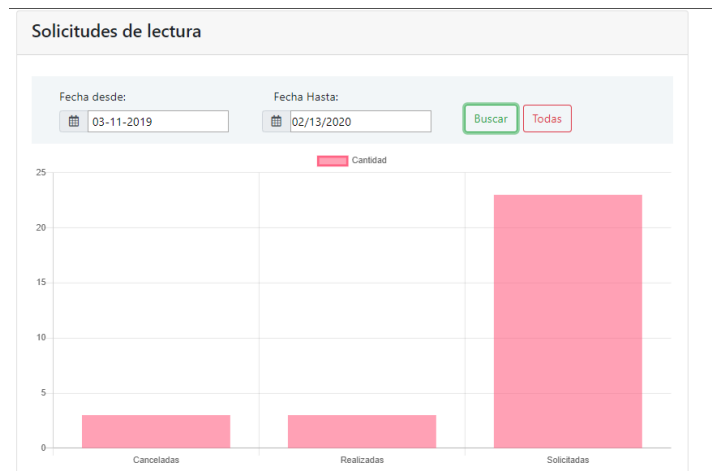 Solicitudes de lectura
Fecha desde: Fecha Hasta:
03-11-2019 02/13/2020 Buscar Todas
Cantidad
25
20
15
10
5
0
Canceladas Realizadas Solicitadas